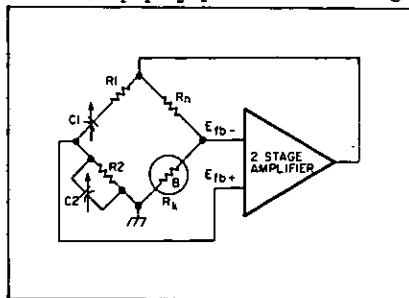 R1
Rn
C1
Efb-
2 STAGE
AMPLIFIER
R2
B
Efb+
Rk
C2